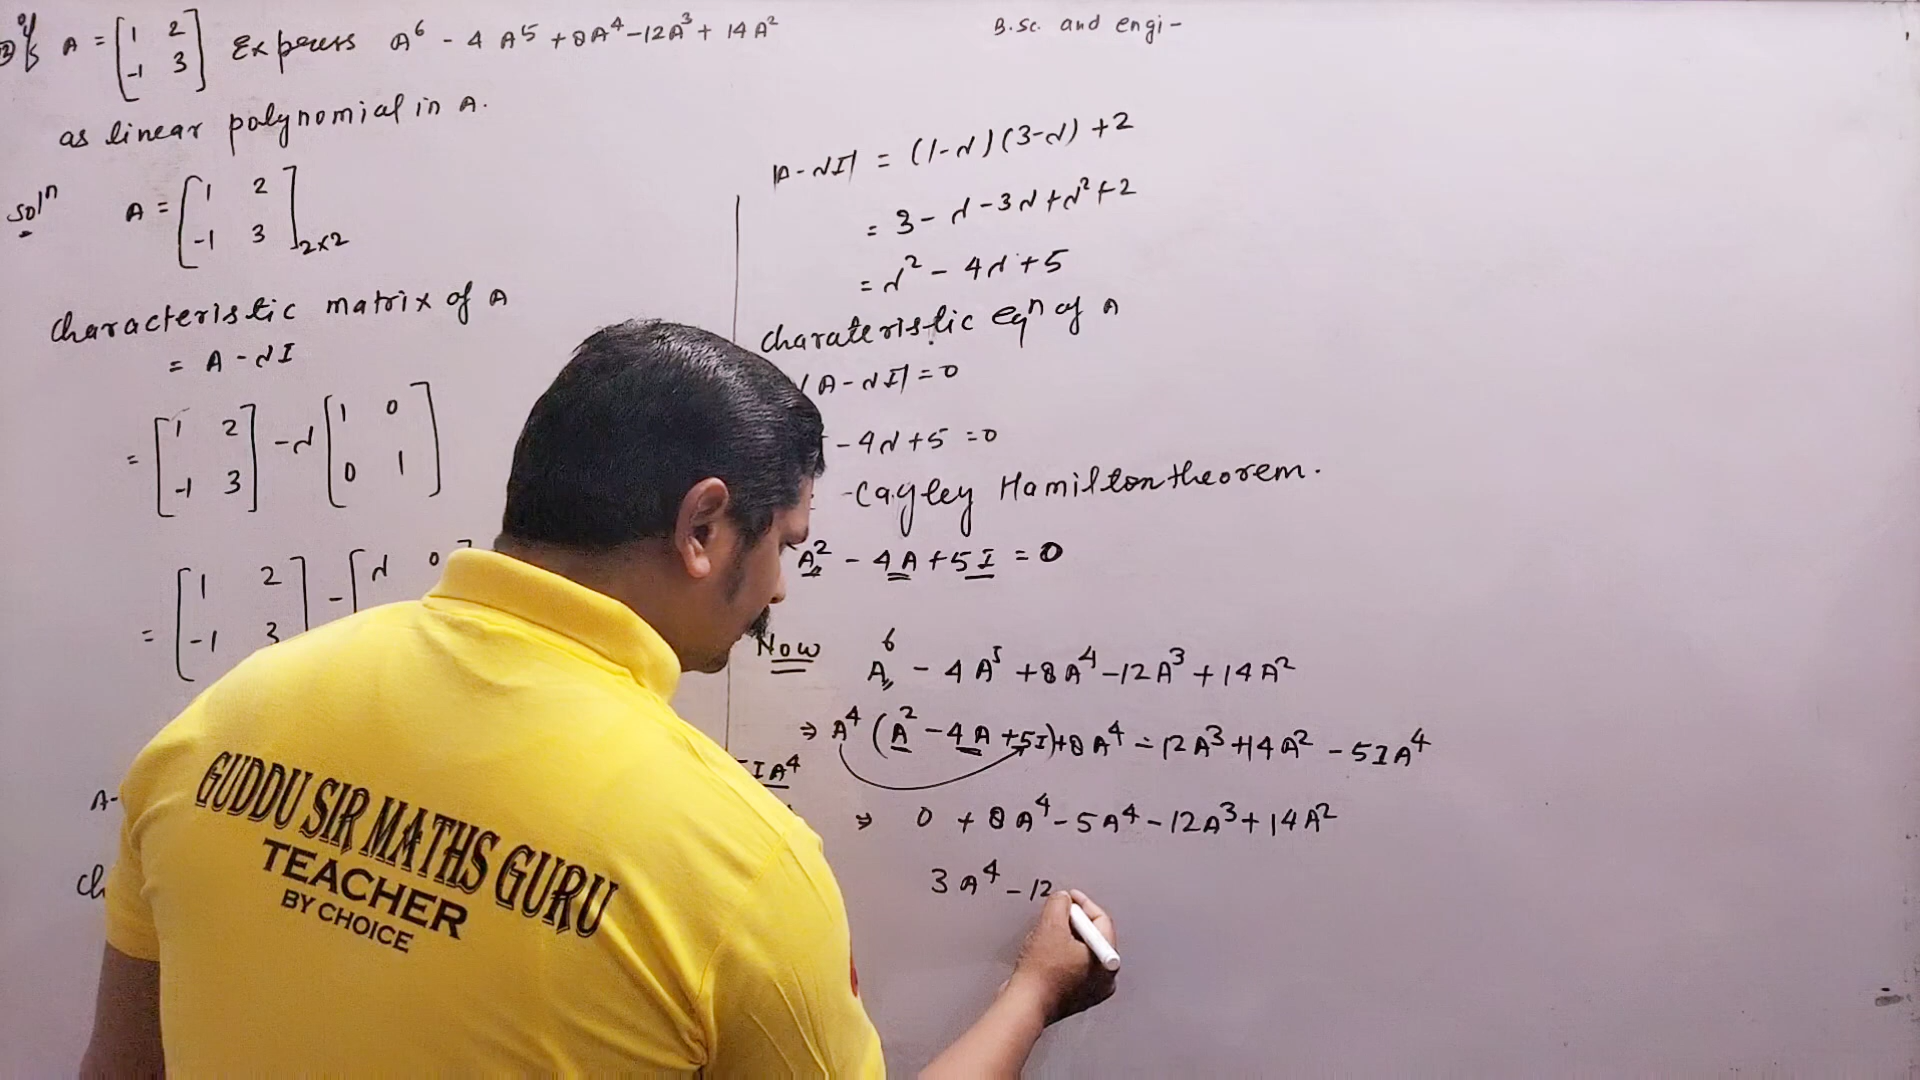 ② If A = [1 2 -1 3] Express A⁶ - 4A⁵ + 8A⁴ - 12A³ + 14A²
as linear polynomial in A.
B.Sc. and engi-
Solⁿ A = [1 2 -1 3]₂ₓ₂
Characteristic matrix of A
= A - λI
= [1 2 -1 3] - λ [1 0 0 1]
= [1 2 -1 3] - [λ 0
A-
Ch
|A-λI| = (1-λ)(3-λ) + 2
= 3 - λ - 3λ + λ² + 2
= λ² - 4λ + 5
Charateristic Eqⁿ of A
|A-λI| = 0
- 4λ + 5 = 0
-Cayley Hamilton theorem.
A² - 4A + 5I = 0
Now A⁶ - 4A⁵ + 8A⁴ - 12A³ + 14A²
⇒ A⁴ (A² - 4A + 5I) + 8A⁴ - 12A³ + 14A² - 5IA⁴
5IA⁴
⇒ 0 + 8A⁴ - 5A⁴ - 12A³ + 14A²
3A⁴ - 12
GUDDU SIR MATHS GURU
TEACHER
BY CHOICE